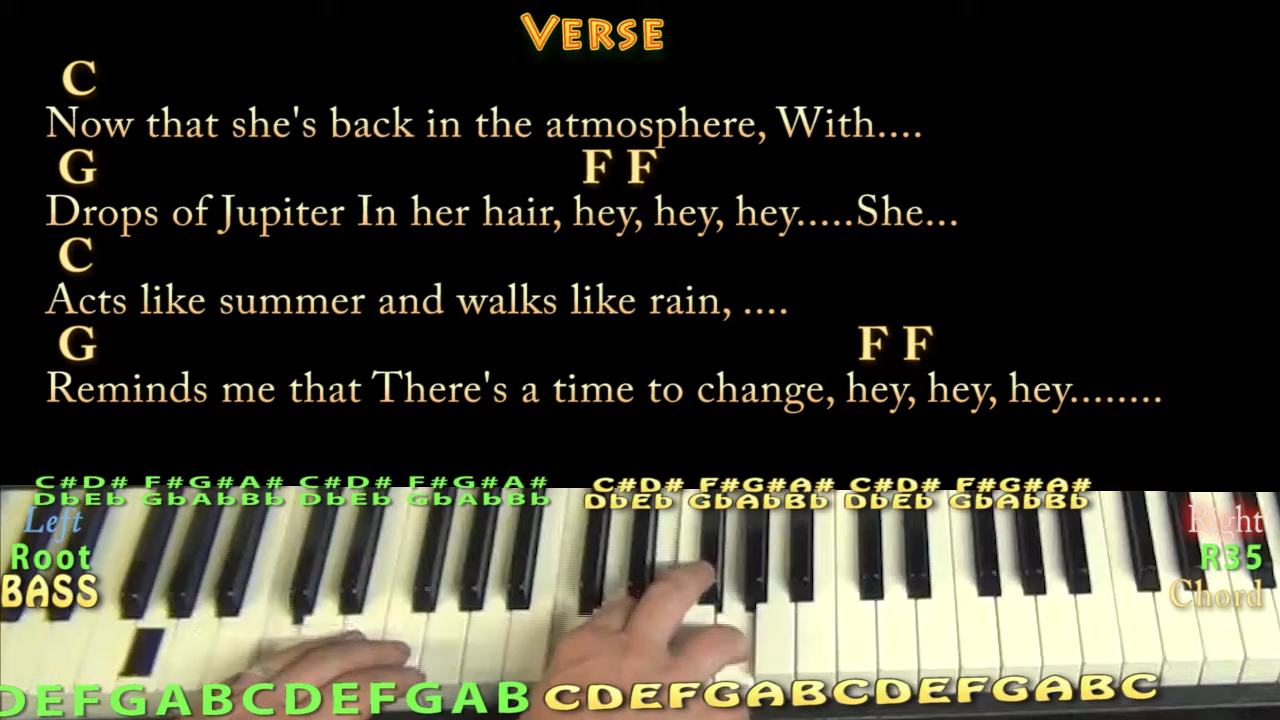 VERSE
C
Now that she's back in the atmosphere, With....
G F F
Drops of Jupiter In her hair, hey, hey, hey.....She...
C
Acts like summer and walks like rain, ....
G F F
Reminds me that There's a time to change, hey, hey, hey........
C#D# F#G#A# C#D# F#G#A# C#D# F#G#A# C#D# F#G#A#
DbEb GbAbBb DbEb GbAbBb DbEb GbAbBb DbEb GbAbBb
Left Right
Root R35
BASS Chord
DEFGABCDEFGAB CDEFGABCDEFGABC